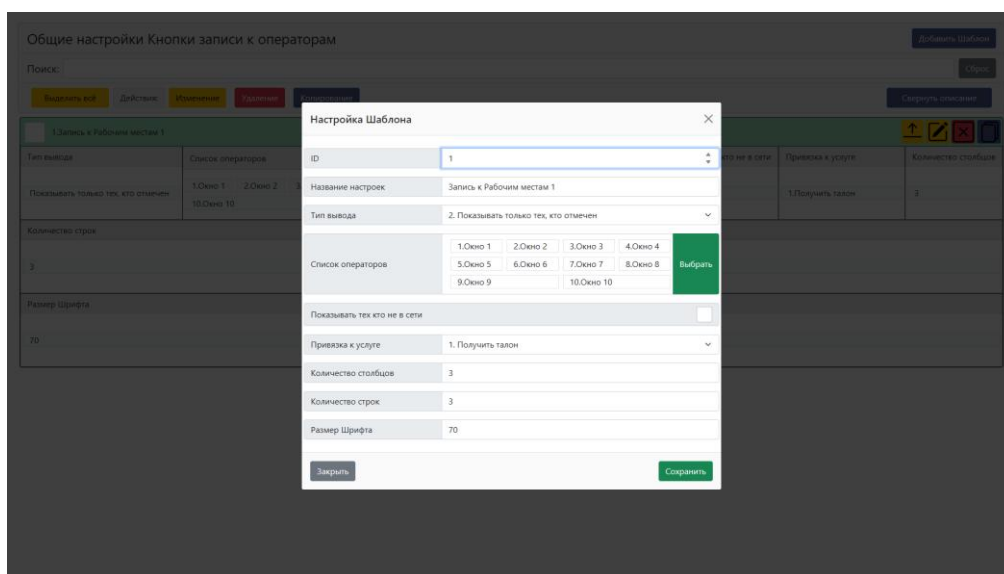 Общие настройки Кнопки записи к операторам
Добавить Шаблон
Поиск:
Сброс
Выделить всё Действия: Изменение Удаление Копирование
Свернуть описание
1.Запись к Рабочим местам 1
Тип вывода Список операторов кто не в сети Привязка к услуге Количество столбцов
Показывать только тех, кто отмечен 1.Окно 1 2.Окно 2 3. 1.Получить талон 3
10.Окно 10
Количество строк
3
Размер Шрифта
70
Настройка Шаблона
ID 1
Название настроек Запись к Рабочим местам 1
Тип вывода 2. Показывать только тех, кто отмечен
Список операторов
1.Окно 1 2.Окно 2 3.Окно 3 4.Окно 4
5.Окно 5 6.Окно 6 7.Окно 7 8.Окно 8
9.Окно 9 10.Окно 10
Выбрать
Показывать тех кто не в сети
Привязка к услуге 1. Получить талон
Количество столбцов 3
Количество строк 3
Размер Шрифта 70
Закрыть Сохранить